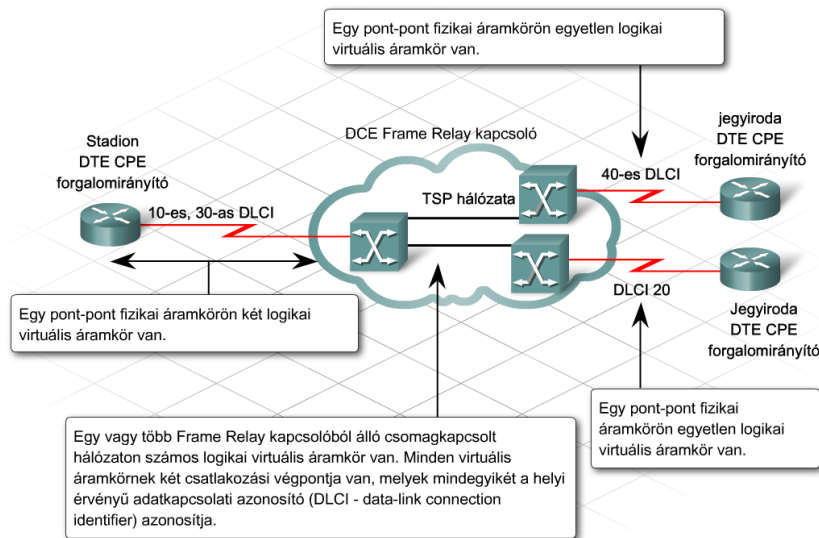 Egy pont-pont fizikai áramkörön egyetlen logikai
virtuális áramkör van.
Stadion
DTE CPE
forgalomirányító
DCE Frame Relay kapcsoló
jegyiroda
DTE CPE
forgalomirányító
TSP hálózata
40-es DLCI
10-es, 30-as DLCI
DLCI 20
Egy pont-pont fizikai áramkörön két logikai
virtuális áramkör van.
Jegyiroda
DTE CPE
forgalomirányító
Egy pont-pont fizikai
áramkörön egyetlen logikai
virtuális áramkör van.
Egy vagy több Frame Relay kapcsolóból álló csomagkapcsolt
hálózaton számos logikai virtuális áramkör van. Minden virtuális
áramkörnek két csatlakozási végpontja van, melyek mindegyikét a helyi
érvényű adatkapcsolati azonosító (DLCI - data-link connection
identifier) azonosítja.